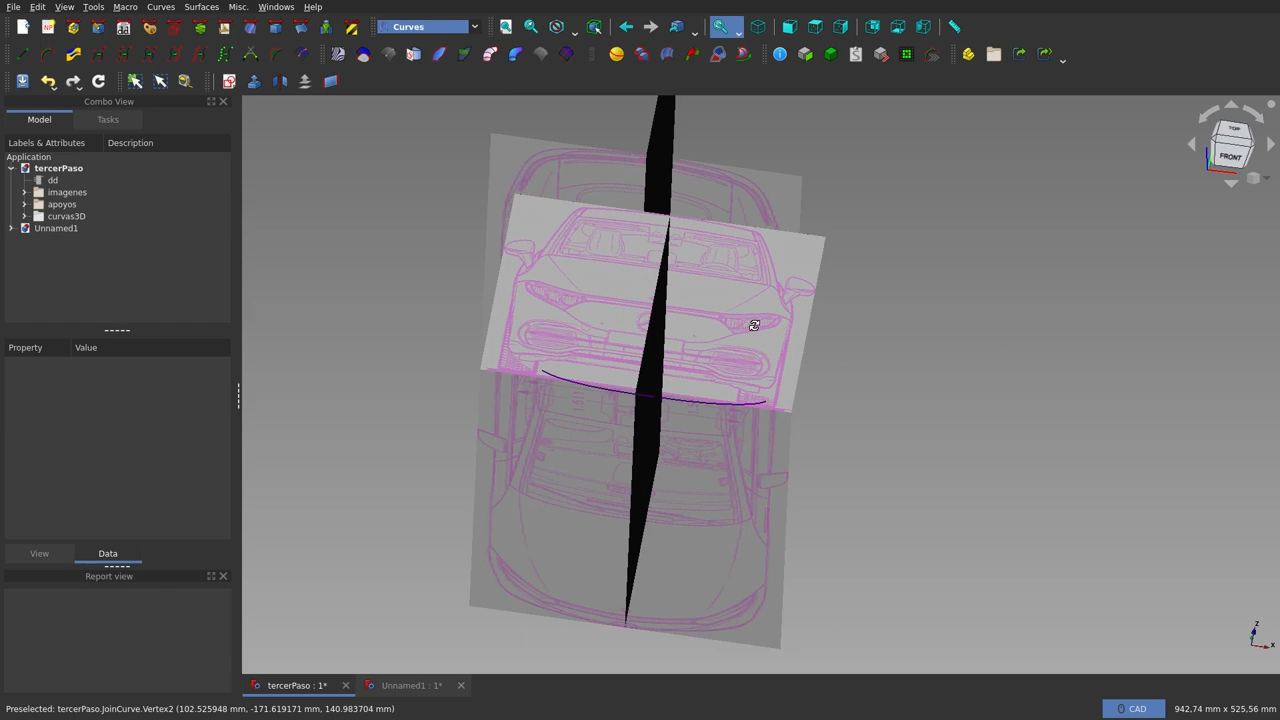 File Edit View Tools Macro Curves Surfaces Misc. Windows Help
Curves
Combo View
Model Tasks
Labels & Attributes Description
Application
tercerPaso
dd
imagenes
apoyos
curvas3D
Unnamed1
Property Value
View Data
Report view
TOP
FRONT
z
x
tercerPaso : 1* Unnamed1 : 1*
Preselected: tercerPaso.JoinCurve.Vertex2 (102.525948 mm, -171.619171 mm, 140.983704 mm) CAD 942,74 mm x 525,56 mm